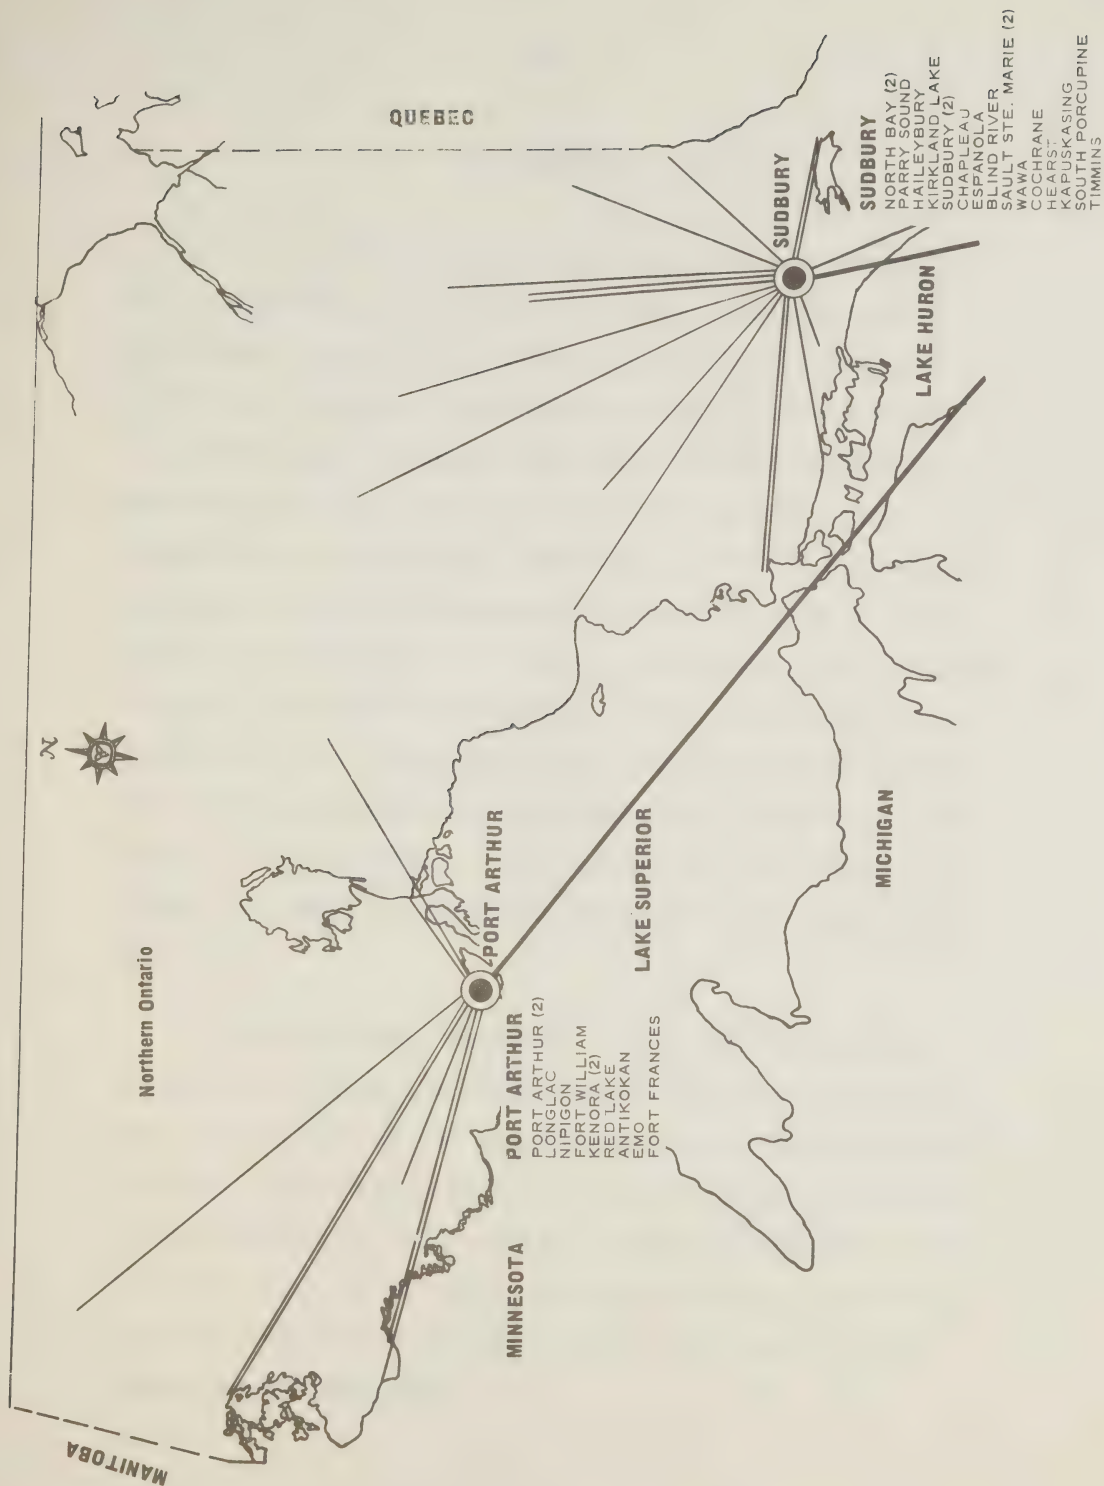 N
Northern Ontario
MANITOBA
QUEBEC
PORT ARTHUR
SUDBURY
PORT ARTHUR
PORT ARTHUR (2)
LONGLAC
NIPIGON
FORT WILLIAM
KENORA (2)
RED LAKE
ANTIKOKAN
EMO
FORT FRANCES
LAKE SUPERIOR
MINNESOTA
MICHIGAN
LAKE HURON
SUDBURY
NORTH BAY (2)
PARRY SOUND
HAILEYBURY
KIRKLAND LAKE
SUDBURY (2)
CHAPLEAU
ESPANOLA
BLIND RIVER
SAULT STE. MARIE (2)
WAWA
COCHRANE
HEARST
KAPUSKASING
SOUTH PORCUPINE
TIMMINS